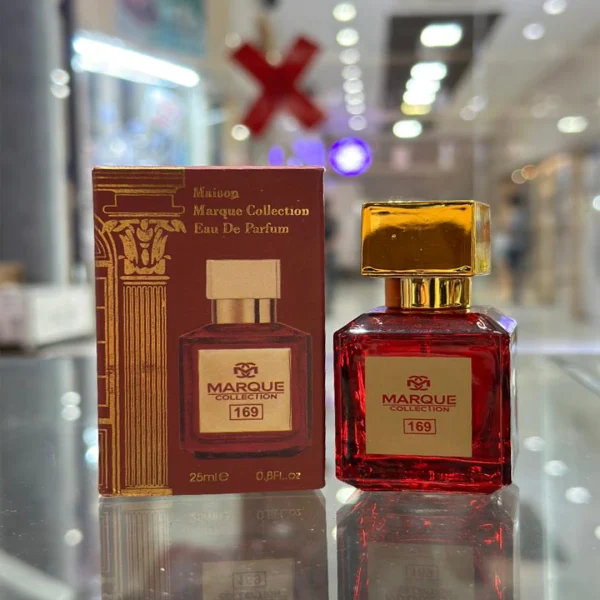 Maison
Marque Collection
Eau De Parfum
MARQUE
COLLECTION
169
25ml e 0,8FL.oz
MARQUE
COLLECTION
169